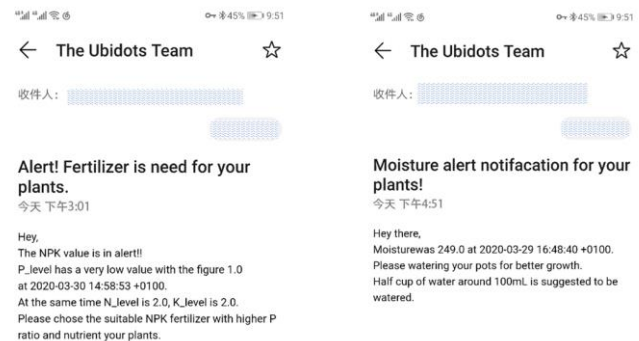 45% 9:51
The Ubidots Team
收件人：
Alert! Fertilizer is need for your
plants.
今天 下午3:01
Hey,
The NPK value is in alert!!
P_level has a very low value with the figure 1.0
at 2020-03-30 14:58:53 +0100.
At the same time N_level is 2.0, K_level is 2.0.
Please chose the suitable NPK fertilizer with higher P
ratio and nutrient your plants.
45% 9:51
The Ubidots Team
收件人：
Moisture alert notifacation for your
plants!
今天 下午4:51
Hey there,
Moisturewas 249.0 at 2020-03-29 16:48:40 +0100.
Please watering your pots for better growth.
Half cup of water around 100mL is suggested to be
watered.